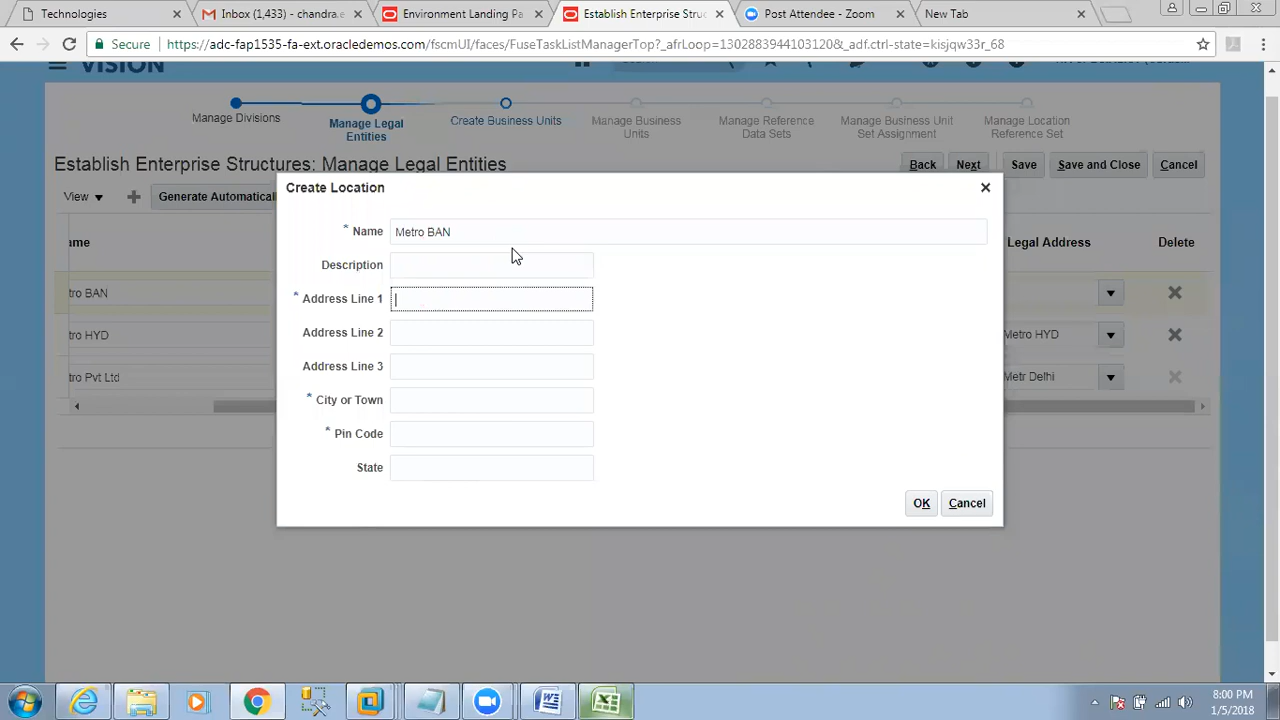 Technologies
Inbox (1,433) - chandra.e
Environment Landing Pa
Establish Enterprise Struc
Post Attendee - Zoom
New Tab
Secure
https://adc-fap1535-fa-ext.oracledemos.com/fscmUI/faces/FuseTaskListManagerTop?_afrLoop=13028839441031208&_adf.ctrl-state=kisjqw33r_68
VISION
Manage Divisions
Manage Legal Entities
Create Business Units
Manage Business Units
Manage Reference Data Sets
Manage Business Unit Set Assignment
Manage Location Reference Set
Establish Enterprise Structures: Manage Legal Entities
Back
Next
Save
Save and Close
Cancel
View
Generate Automaticall
Create Location
* Name
Metro BAN
Description
* Address Line 1
Address Line 2
Address Line 3
* City or Town
* Pin Code
State
OK
Cancel
ame
Legal Address
Delete
tro BAN
tro HYD
Metro HYD
tro Pvt Ltd
Metr Delhi
8:00 PM
1/5/2018